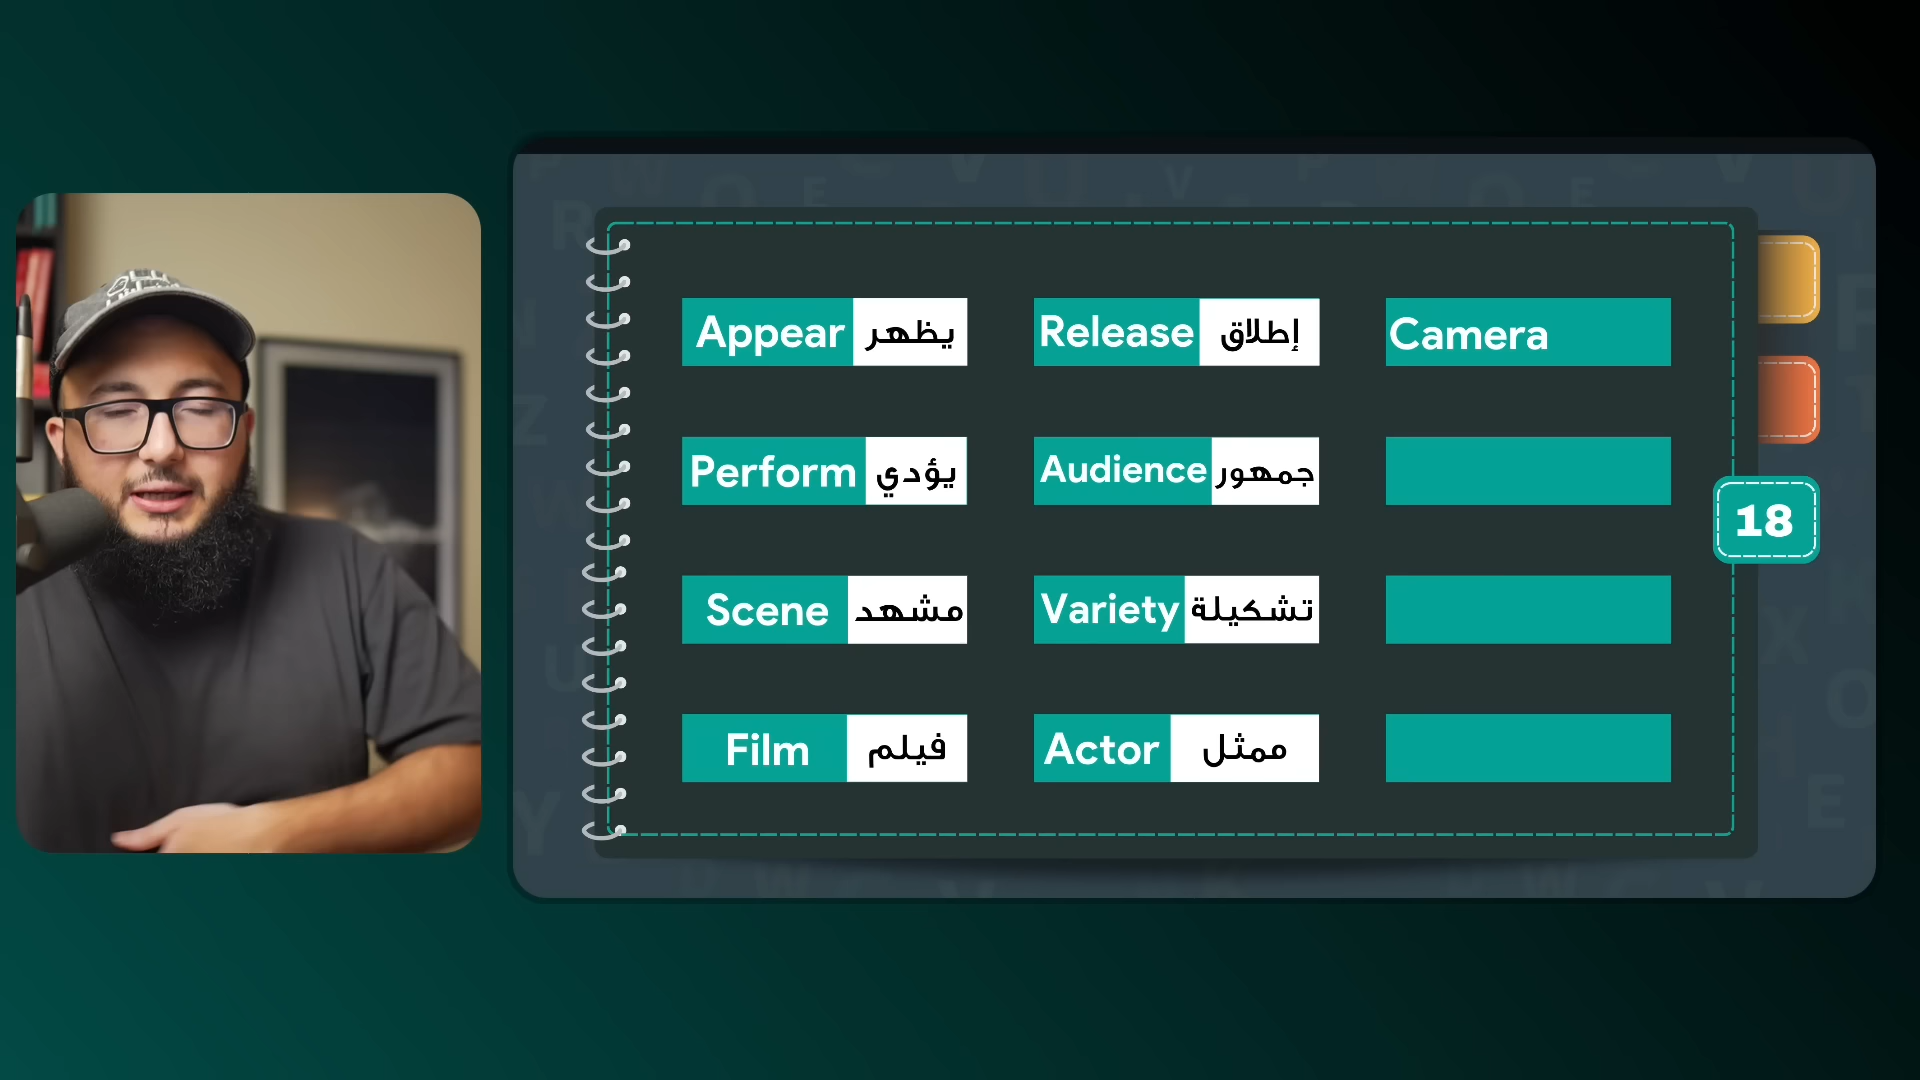 Appear يظهر
Release إطلاق
Camera
Perform يؤدي
Audience جمهور
Scene مشهد
Variety تشكيلة
18
Film فيلم
Actor ممثل